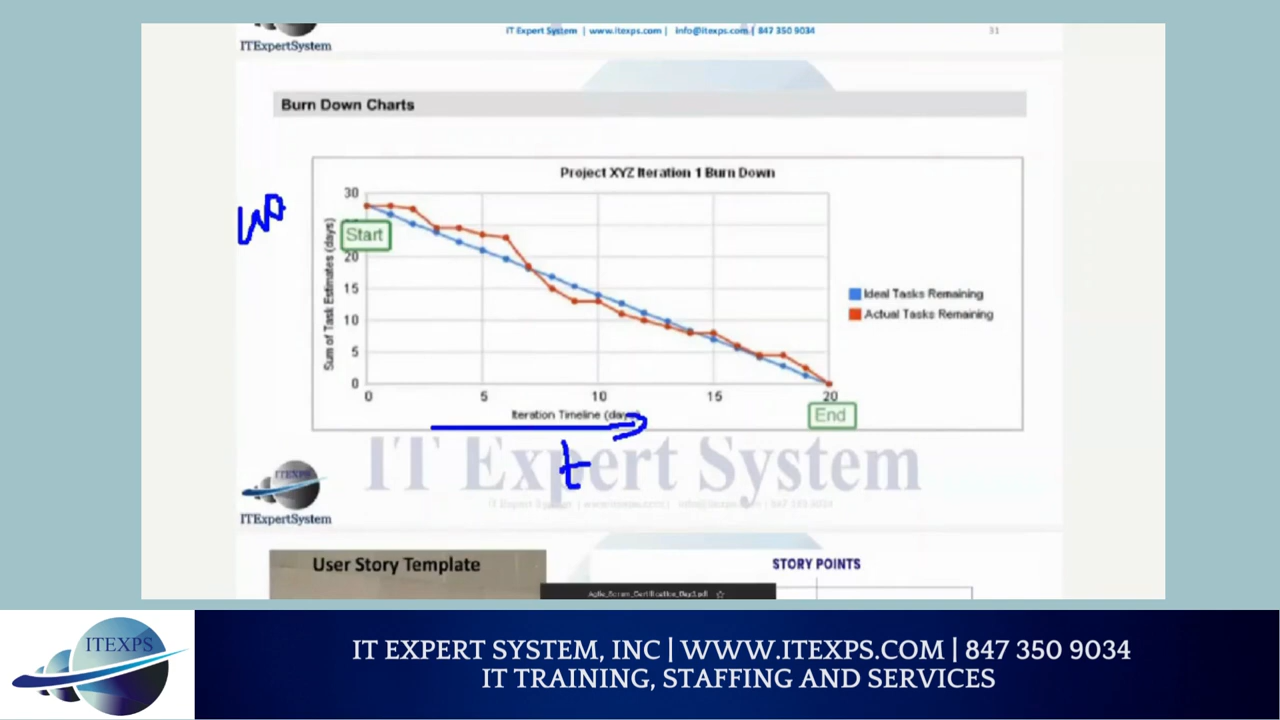 ITExpertSystem
IT Expert System | www.itexps.com | info@itexps.com | 847 350 9034
31
Burn Down Charts
Project XYZ Iteration 1 Burn Down
Sum of Task Estimates (days)
30
20
15
10
5
0
Start
0
5
10
15
20
Iteration Timeline (days)
End
Ideal Tasks Remaining
Actual Tasks Remaining
t
IT Expert System
ITEXPS
ITExpertSystem
User Story Template
STORY POINTS
ITEXPS
IT EXPERT SYSTEM, INC | WWW.ITEXPS.COM | 847 350 9034
IT TRAINING, STAFFING AND SERVICES